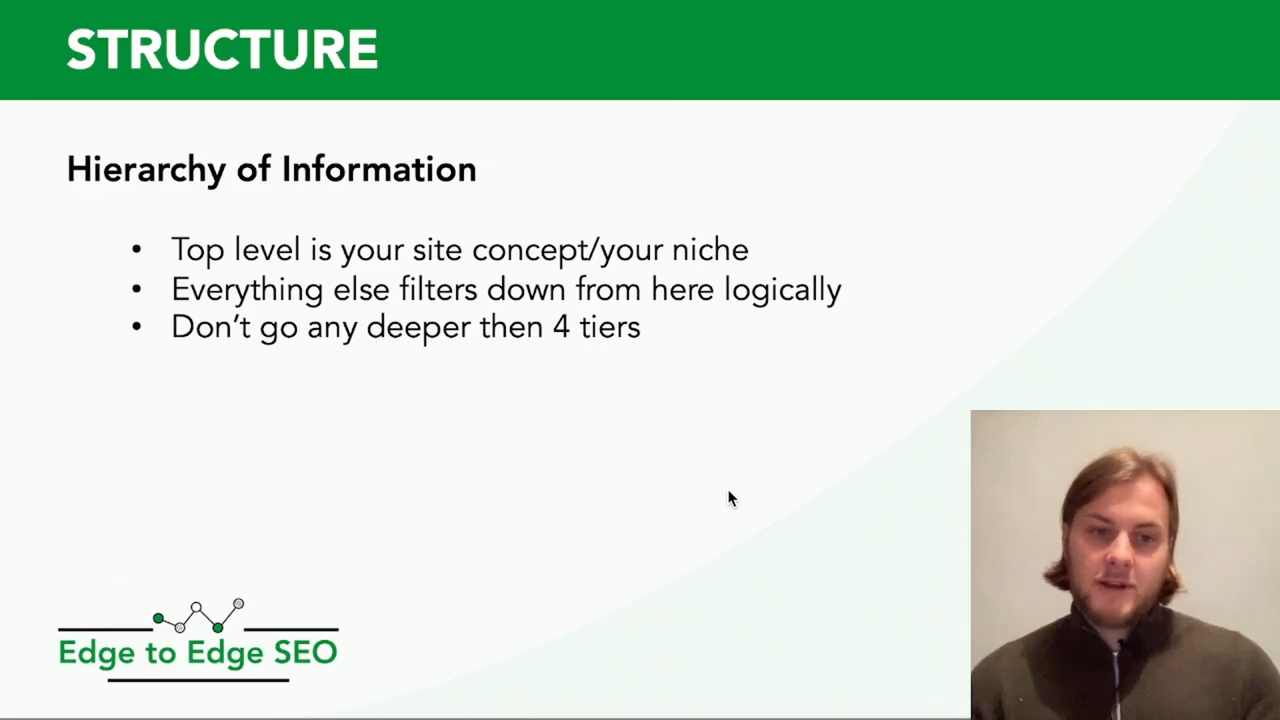 STRUCTURE
Hierarchy of Information
• Top level is your site concept/your niche
• Everything else filters down from here logically
• Don’t go any deeper then 4 tiers
Edge to Edge SEO